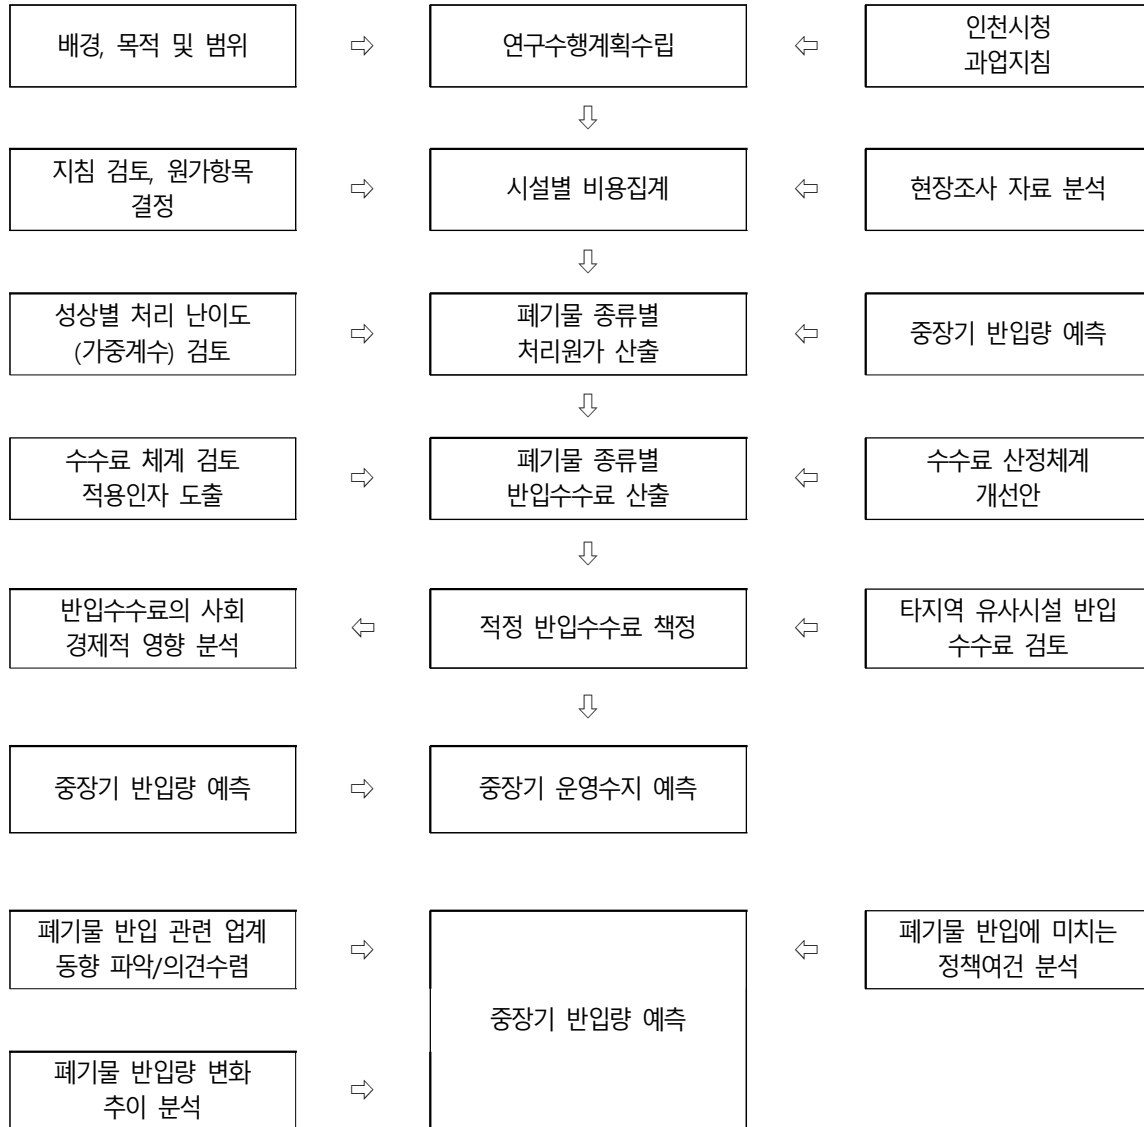 배경, 목적 및 범위 ⇨ 연구수행계획수립 ⇦ 인천시청
과업지침
⇩
지침 검토, 원가항목
결정 ⇨ 시설별 비용집계 ⇦ 현장조사 자료 분석
⇩
성상별 처리 난이도
(가중계수) 검토 ⇨ 폐기물 종류별
처리원가 산출 ⇦ 중장기 반입량 예측
⇩
수수료 체계 검토
적용인자 도출 ⇨ 폐기물 종류별
반입수수료 산출 ⇦ 수수료 산정체계
개선안
⇩
반입수수료의 사회
경제적 영향 분석 ⇦ 적정 반입수수료 책정 ⇦ 타지역 유사시설 반입
수수료 검토
⇩
중장기 반입량 예측 ⇨ 중장기 운영수지 예측
폐기물 반입 관련 업계
동향 파악/의견수렴 ⇨ 중장기 반입량 예측 ⇦ 폐기물 반입에 미치는
정책여건 분석
폐기물 반입량 변화
추이 분석 ⇨